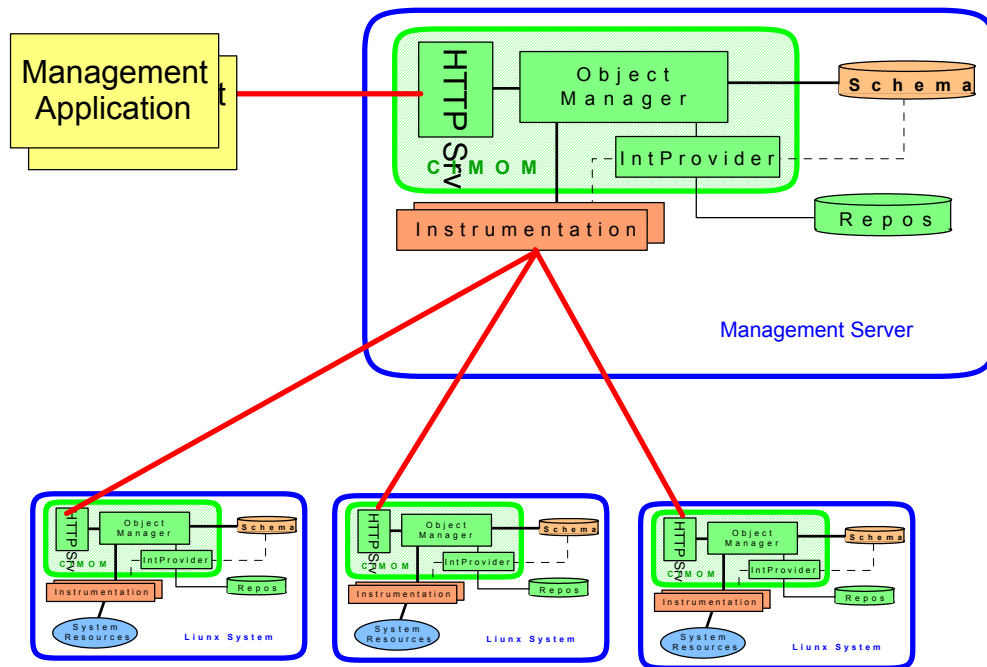 Management
Application
t
HTTP Srv
Object
Manager
Schema
IntProvider
CIMOM
Repos
Instrumentation
Management Server
HTTP Srv
Object
Manager
Schema
IntProvider
CIMOM
Instrumentation
Repos
System
Resources
Liunx System
HTTP Srv
Object
Manager
Schema
IntProvider
CIMOM
Instrumentation
Repos
System
Resources
Liunx System
HTTP Srv
Object
Manager
Schema
IntProvider
CIMOM
Instrumentation
Repos
System
Resources
Liunx System